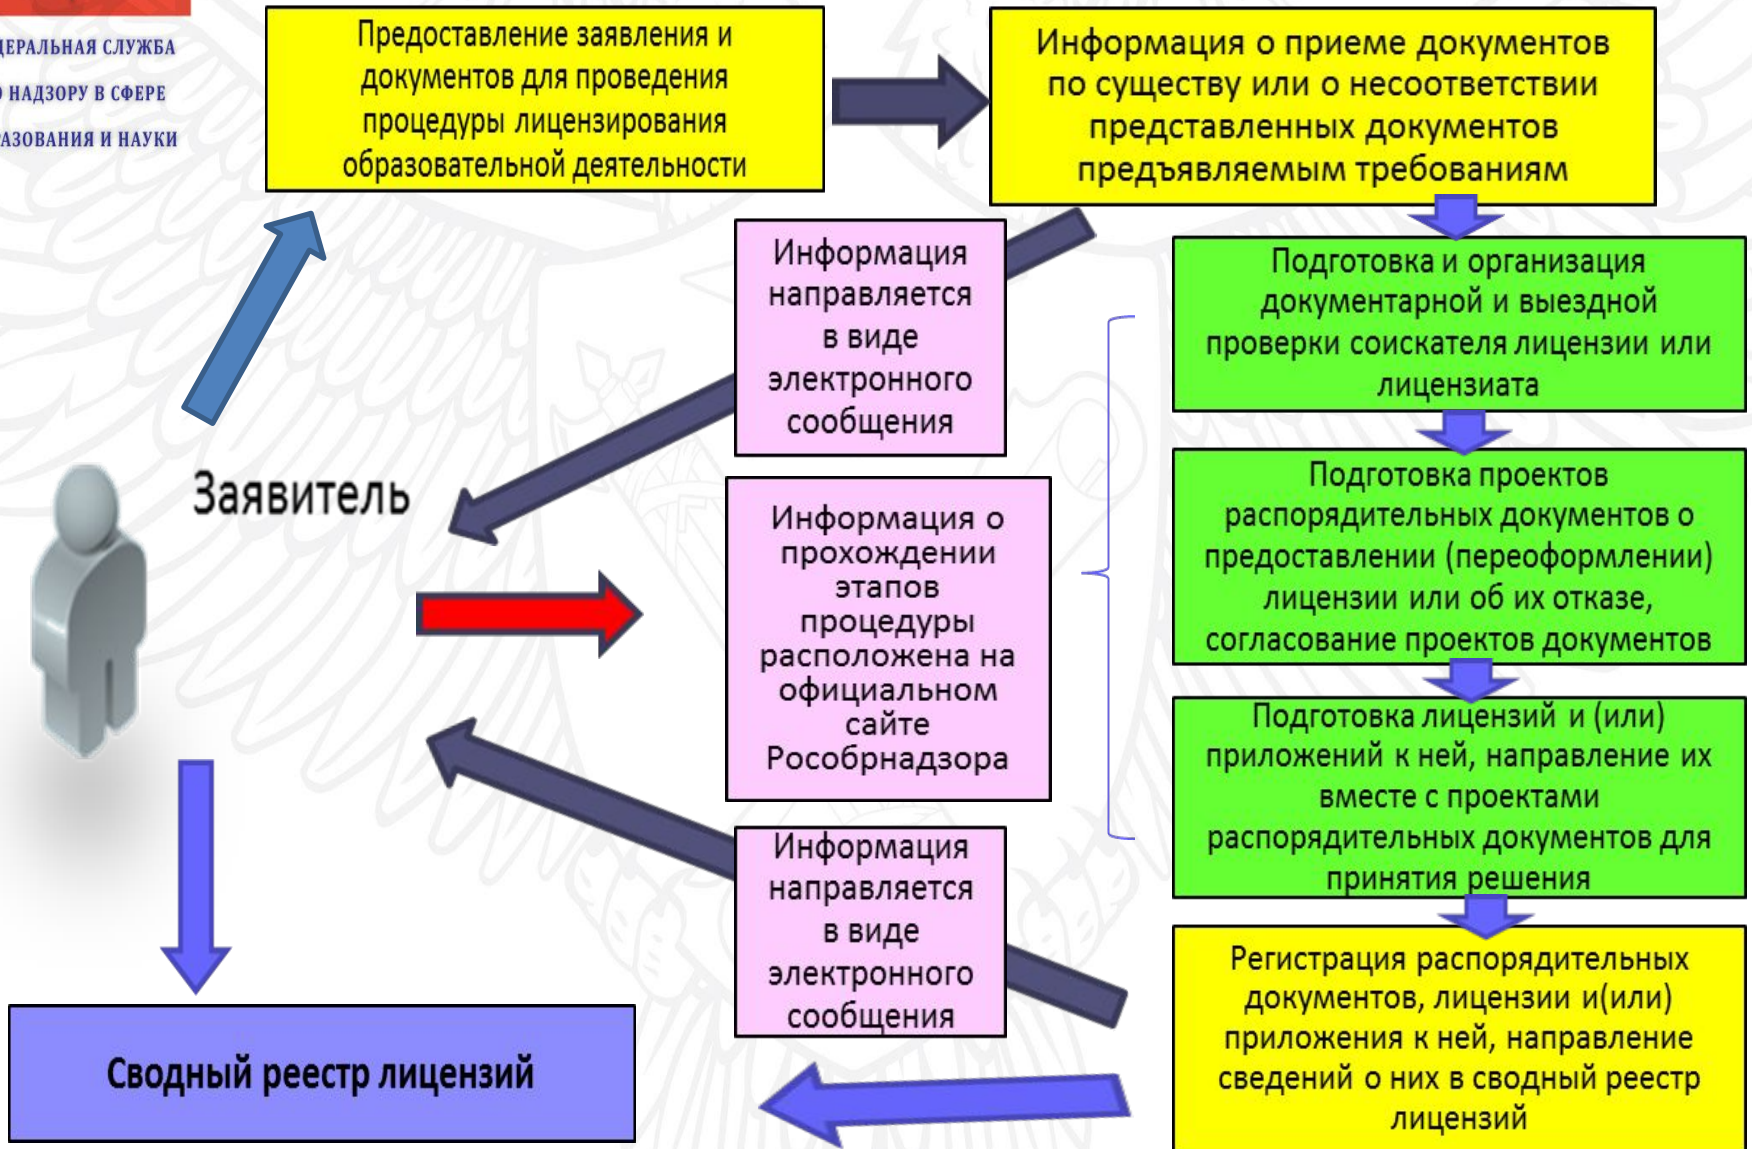 ДЕРАЛЬНАЯ СЛУЖБА
О НАДЗОРУ В СФЕРЕ
РАЗОВАНИЯ И НАУКИ
Предоставление заявления и
документов для проведения
процедуры лицензирования
образовательной деятельности
Информация о приеме документов
по существу или о несоответствии
представленных документов
предъявляемым требованиям
Информация
направляется
в виде
электронного
сообщения
Подготовка и организация
документарной и выездной
проверки соискателя лицензии или
лицензиата
Заявитель
Информация о
прохождении
этапов
процедуры
расположена на
официальном
сайте
Рособрнадзора
Подготовка проектов
распорядительных документов о
предоставлении (переоформлении)
лицензии или об их отказе,
согласование проектов документов
Подготовка лицензий и (или)
приложений к ней, направление их
вместе с проектами
распорядительных документов для
принятия решения
Информация
направляется
в виде
электронного
сообщения
Регистрация распорядительных
документов, лицензии и(или)
приложения к ней, направление
сведений о них в сводный реестр
лицензий
Сводный реестр лицензий